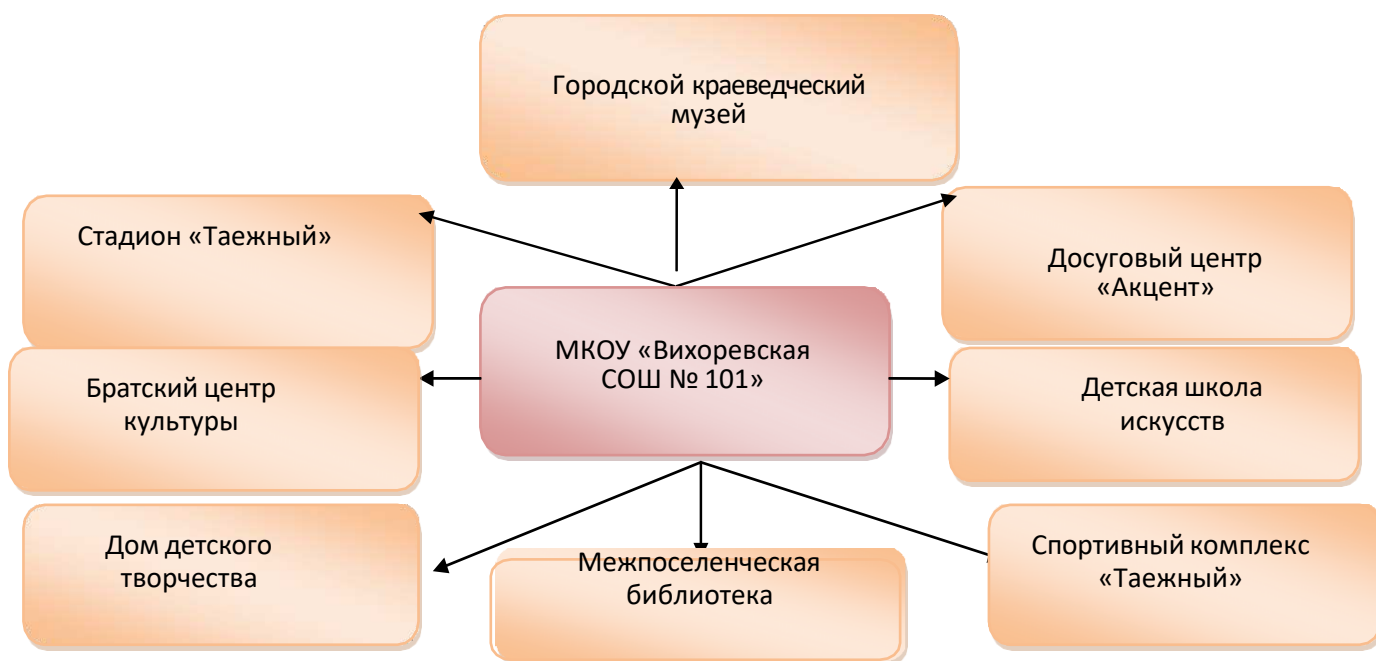 Городской краеведческий
музей
Стадион «Таежный»
Досуговый центр
«Акцент»
МКОУ «Вихоревская
СОШ № 101»
Братский центр
культуры
Детская школа
искусств
Дом детского
творчества
Межпоселенческая
библиотека
Спортивный комплекс
«Таежный»